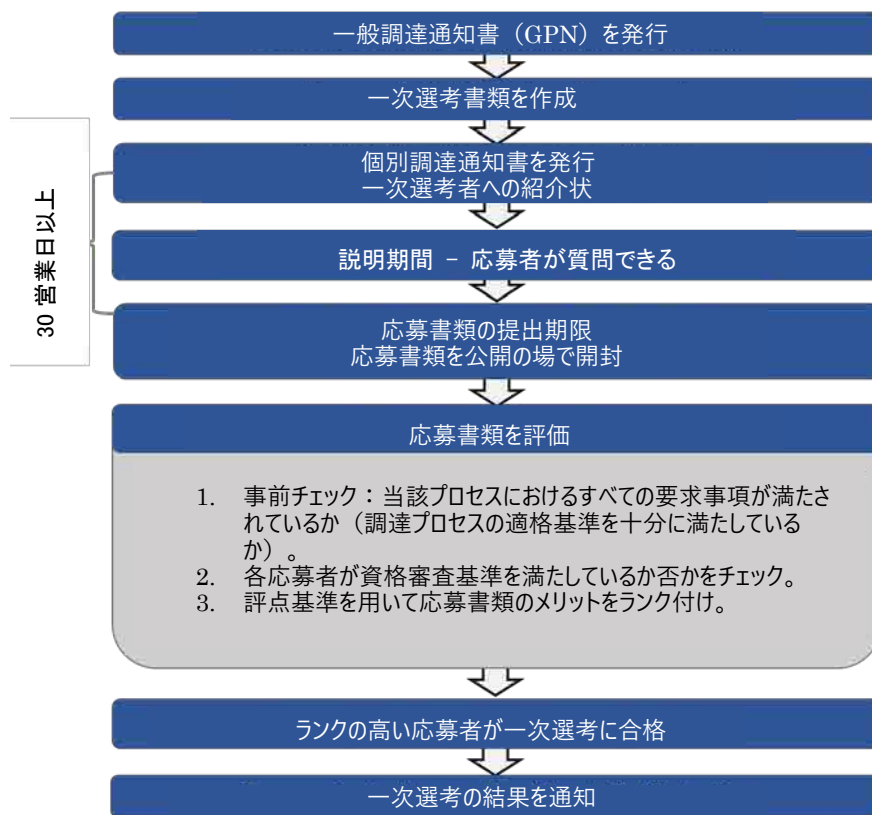 一般調達通知書（GPN）を発行
一次選考書類を作成
30 営業日以上
個別調達通知書を発行
一次選考者への紹介状
説明期間 － 応募者が質問できる
応募書類の提出期限
応募書類を公開の場で開封
応募書類を評価
1. 事前チェック：当該プロセスにおけるすべての要求事項が満たさ
れているか（調達プロセスの適格基準を十分に満たしている
か）。
2. 各応募者が資格審査基準を満たしているか否かをチェック。
3. 評点基準を用いて応募書類のメリットをランク付け。
ランクの高い応募者が一次選考に合格
一次選考の結果を通知